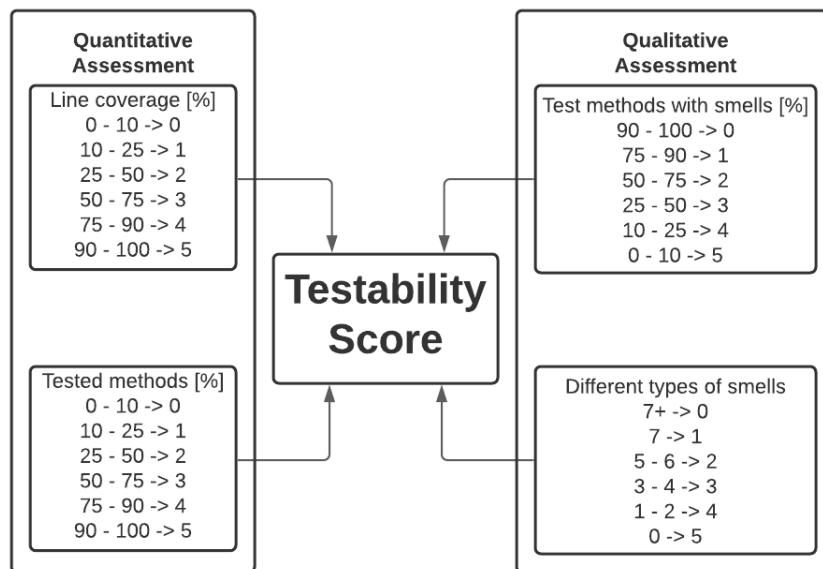 Quantitative
Assessment
Line coverage [%]
0 - 10 -> 0
10 - 25 -> 1
25 - 50 -> 2
50 - 75 -> 3
75 - 90 -> 4
90 - 100 -> 5
Tested methods [%]
0 - 10 -> 0
10 - 25 -> 1
25 - 50 -> 2
50 - 75 -> 3
75 - 90 -> 4
90 - 100 -> 5
Testability
Score
Qualitative
Assessment
Test methods with smells [%]
90 - 100 -> 0
75 - 90 -> 1
50 - 75 -> 2
25 - 50 -> 3
10 - 25 -> 4
0 - 10 -> 5
Different types of smells
7+ -> 0
7 -> 1
5 - 6 -> 2
3 - 4 -> 3
1 - 2 -> 4
0 -> 5